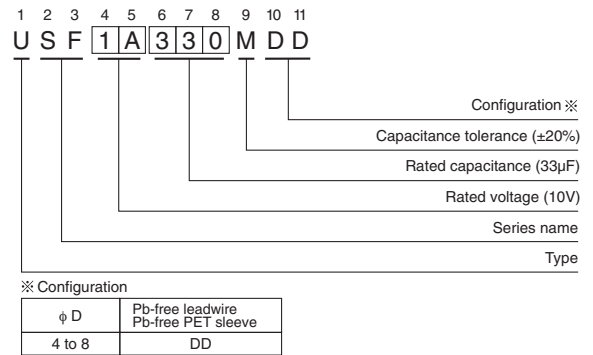 1 2 3 4 5 6 7 8 9 10 11
U S F 1 A 3 3 0 M D D
Configuration ※
Capacitance tolerance (±20%)
Rated capacitance (33µF)
Rated voltage (10V)
Series name
Type
※ Configuration
ϕ D
Pb-free leadwire
Pb-free PET sleeve
4 to 8
DD